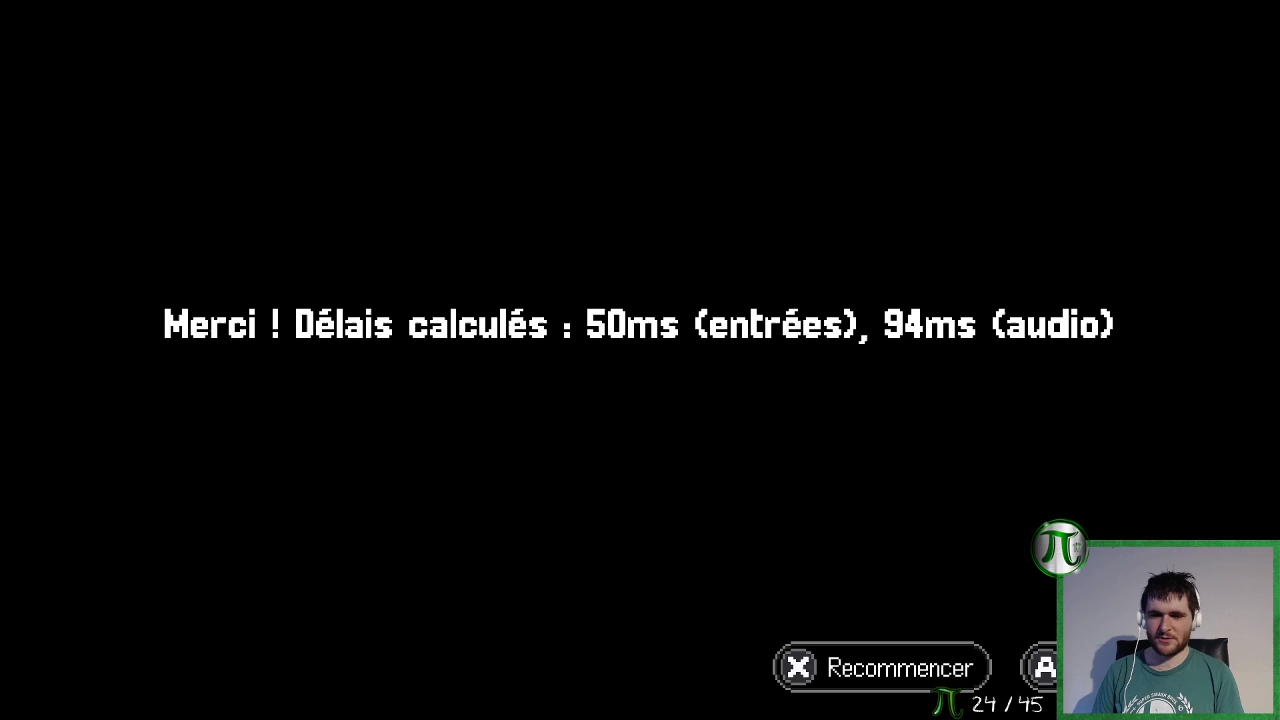 Merci ! Délais calculés : 50ms (entrées), 94ms (audio)
X Recommencer
A
π 24 / 45
π